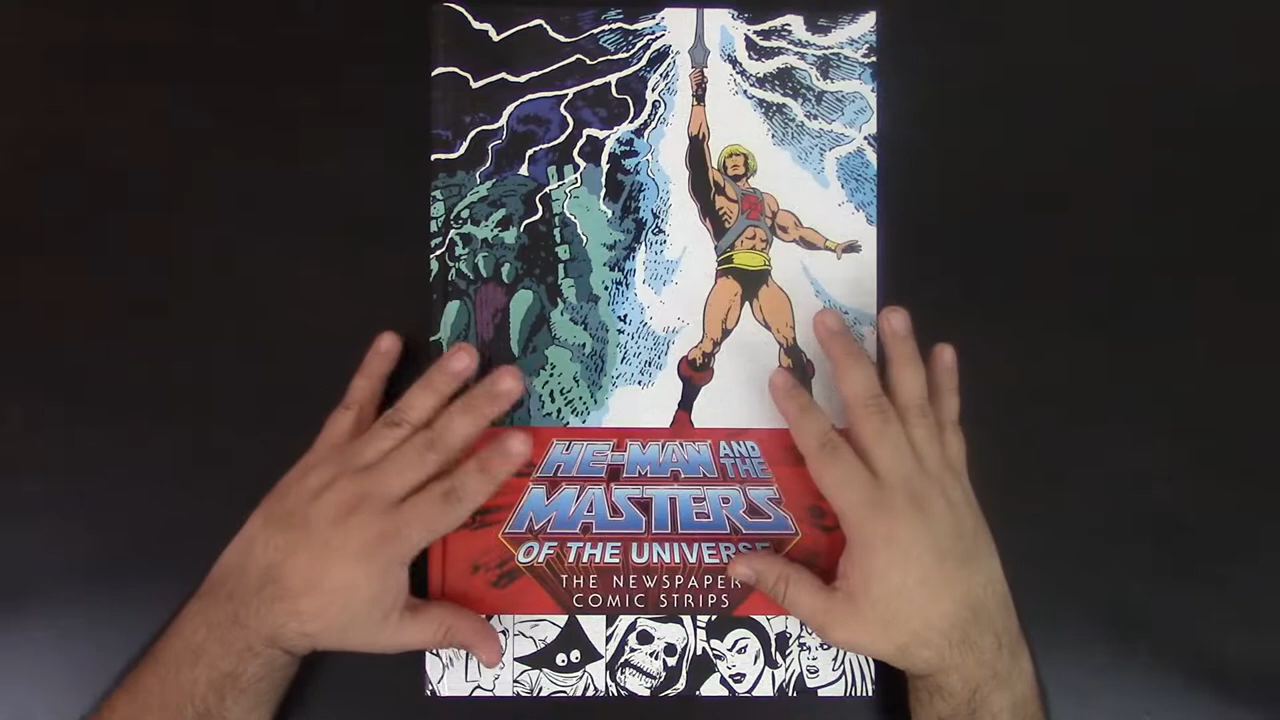 HE-MAN AND THE
MASTERS
OF THE UNIVERSE
THE NEWSPAPER
COMIC STRIPS